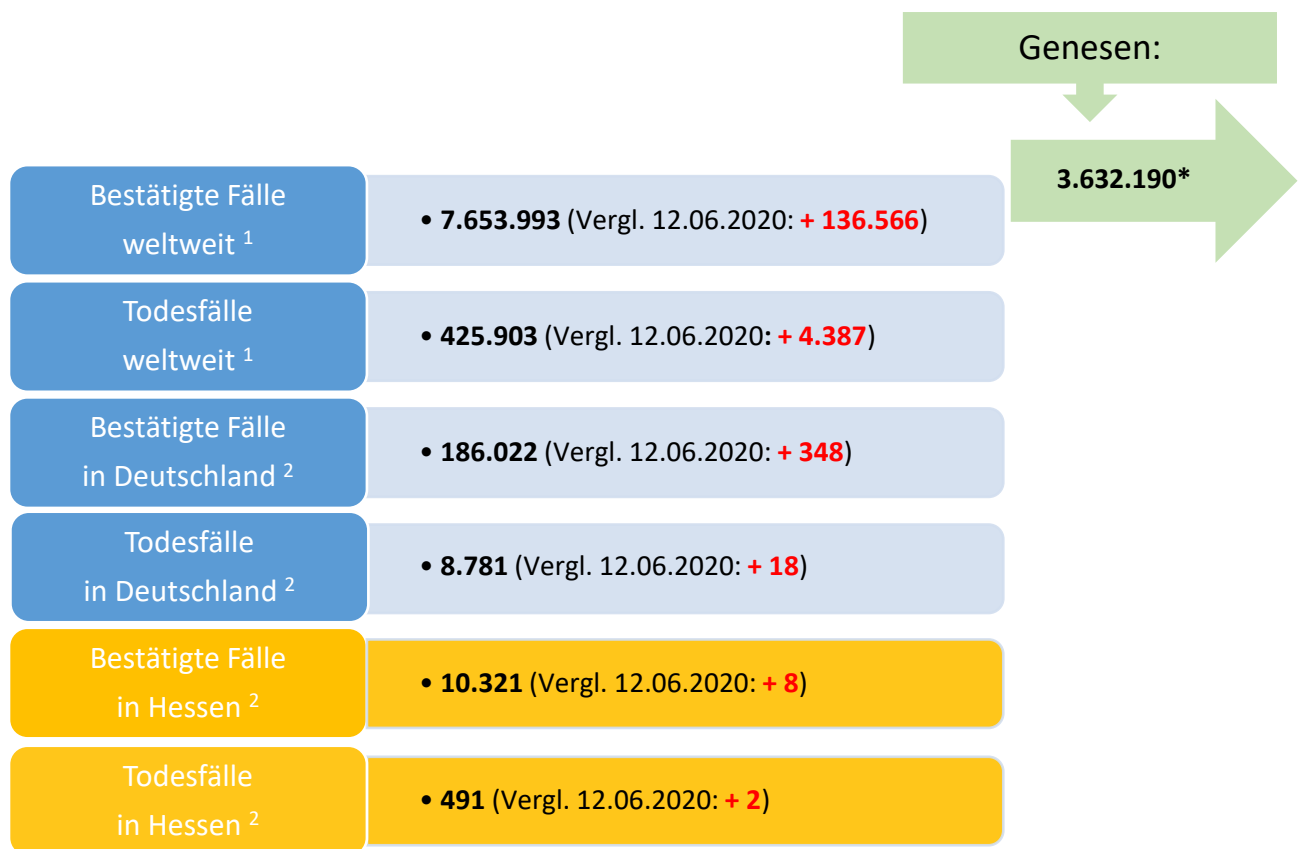 Genesen:
3.632.190*
Bestätigte Fälle
weltweit ¹
• 7.653.993 (Vergl. 12.06.2020: + 136.566)
Todesfälle
weltweit ¹
• 425.903 (Vergl. 12.06.2020: + 4.387)
Bestätigte Fälle
in Deutschland ²
• 186.022 (Vergl. 12.06.2020: + 348)
Todesfälle
in Deutschland ²
• 8.781 (Vergl. 12.06.2020: + 18)
Bestätigte Fälle
in Hessen ²
• 10.321 (Vergl. 12.06.2020: + 8)
Todesfälle
in Hessen ²
• 491 (Vergl. 12.06.2020: + 2)